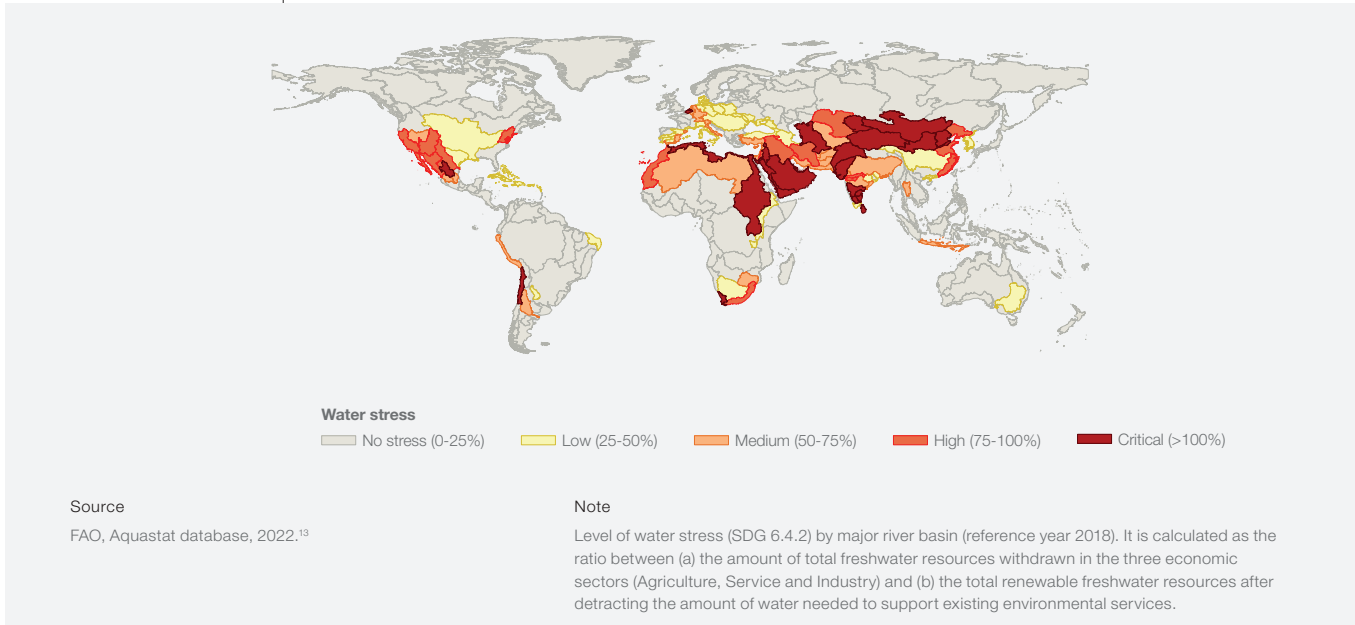 Water stress
No stress (0-25%)
Low (25-50%)
Medium (50-75%)
High (75-100%)
Critical (>100%)
Source
FAO, Aquastat database, 2022.¹³
Note
Level of water stress (SDG 6.4.2) by major river basin (reference year 2018). It is calculated as the
ratio between (a) the amount of total freshwater resources withdrawn in the three economic
sectors (Agriculture, Service and Industry) and (b) the total renewable freshwater resources after
detracting the amount of water needed to support existing environmental services.